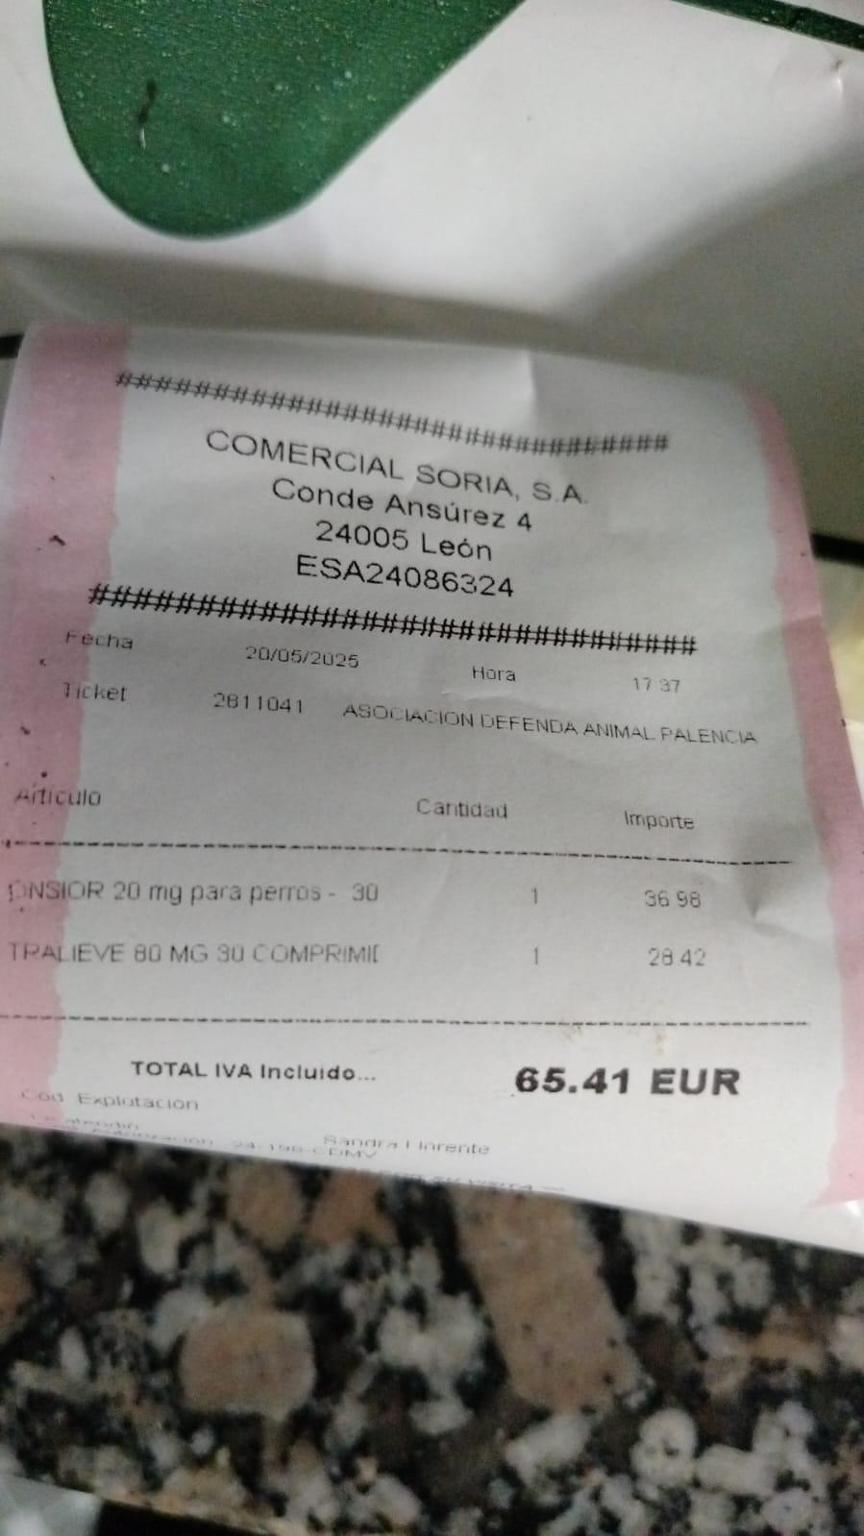 ###################################
COMERCIAL SORIA, S.A.
Conde Ansúrez 4
24005 León
ESA24086324
###################################
Fecha 20/05/2025 Hora 17 37
Ticket 2811041 ASOCIACION DEFENDA ANIMAL PALENCIA
Artículo Cantidad Importe
ONSIOR 20 mg para perros - 30 1 36 98
TRALIEVE 80 MG 30 COMPRIMI 1 28 42
TOTAL IVA Incluido... 65.41 EUR
Cod Explotacion
Sandra Llorente